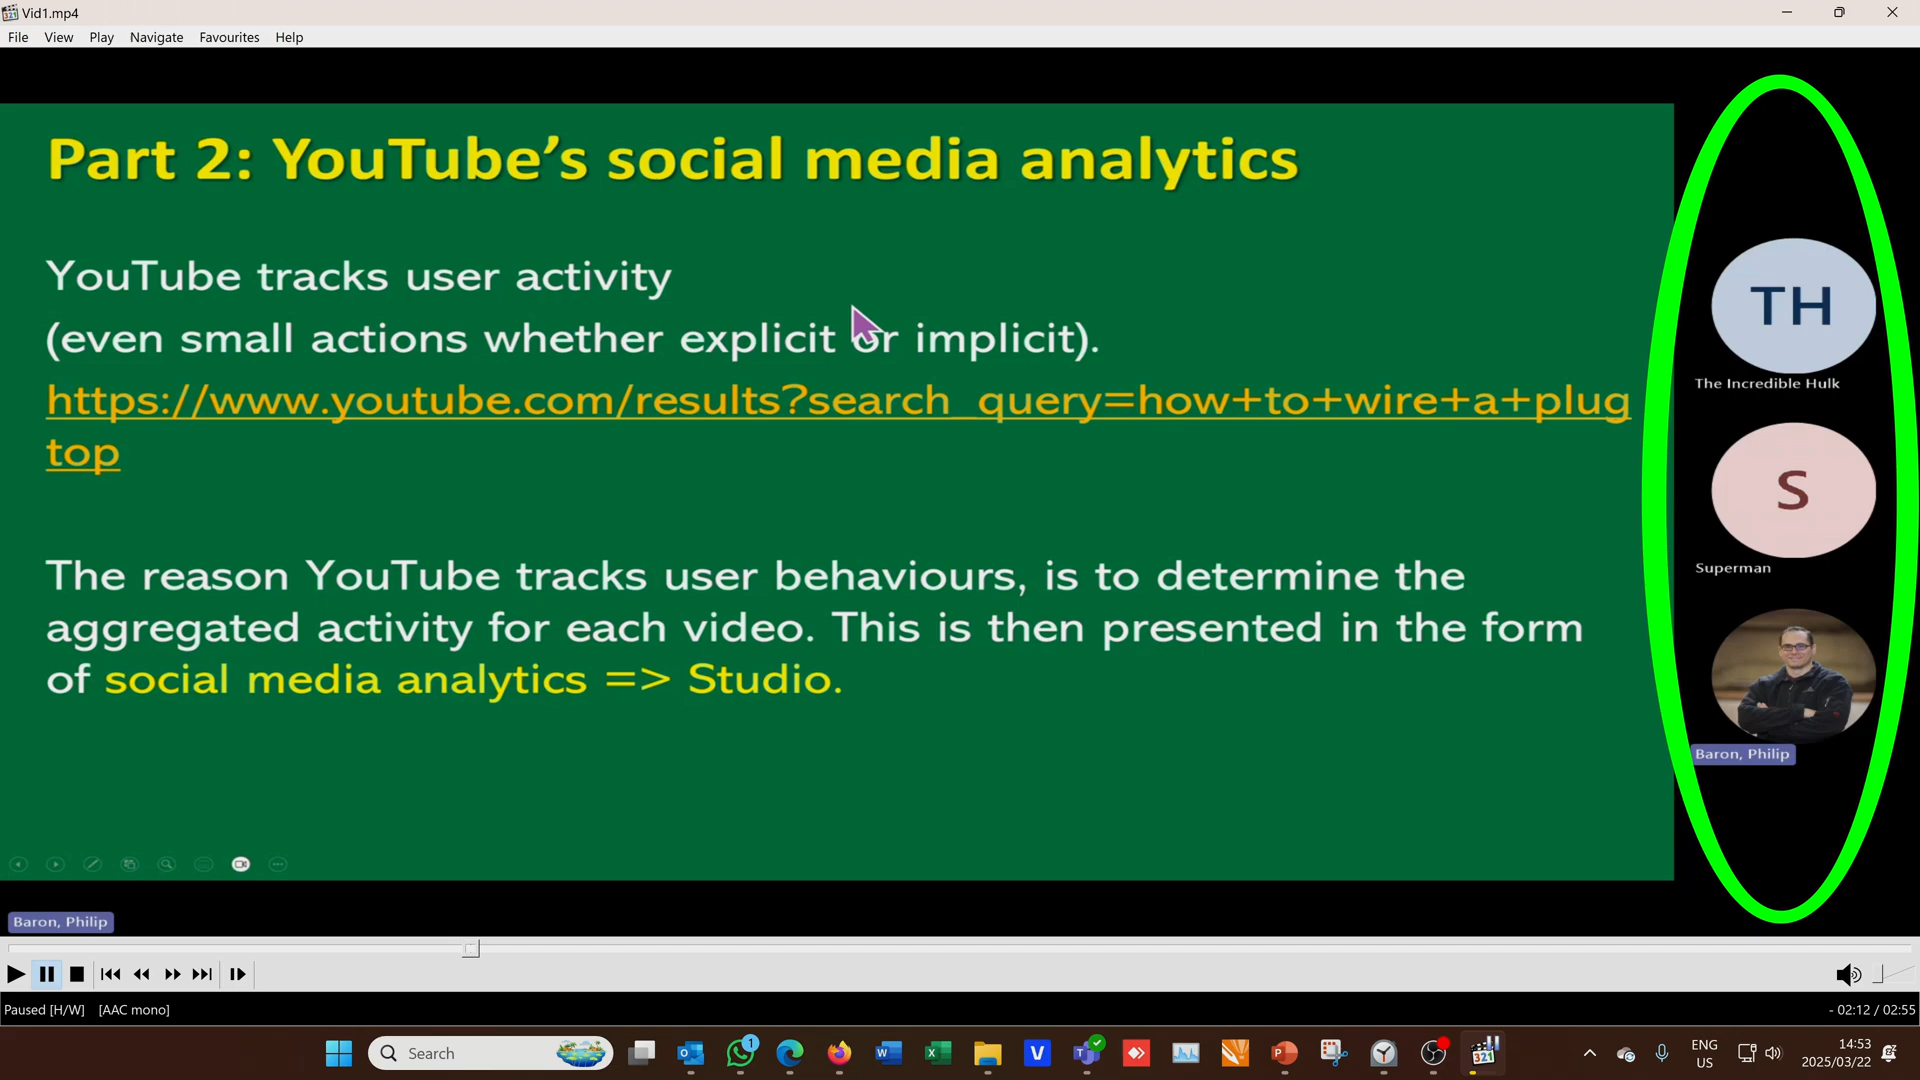 Vid1.mp4
File View Play Navigate Favourites Help
Part 2: YouTube’s social media analytics
YouTube tracks user activity
(even small actions whether explicit or implicit).
https://www.youtube.com/results?search_query=how+to+wire+a+plug
top
The reason YouTube tracks user behaviours, is to determine the
aggregated activity for each video. This is then presented in the form
of social media analytics => Studio.
TH
The Incredible Hulk
S
Superman
Baron, Philip
Baron, Philip
Paused [H/W] [AAC mono]
- 02:12 / 02:55
Search
1
V
321
ENG
US
14:53
2025/03/22